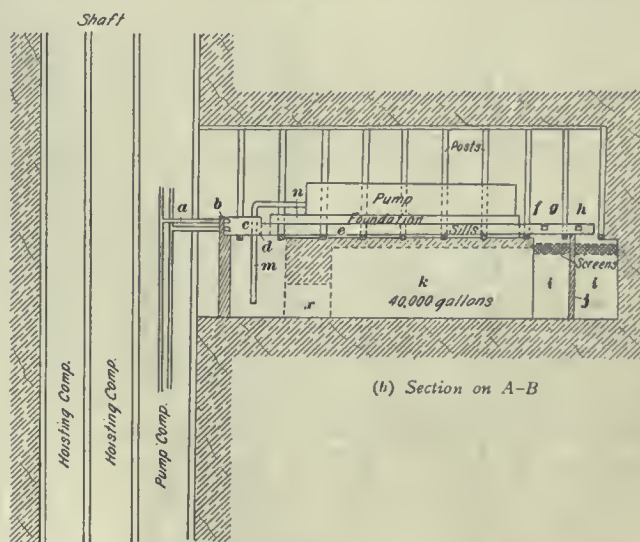 Shaft
Posts.
a
b
n
Pump
f g h
c
Foundation
d
e
Sills
m
Screens
k
i
i
x
40,000 gallons
j
(h) Section on A-B
Hoisting Comp.
Hoisting Comp.
Pump Comp.